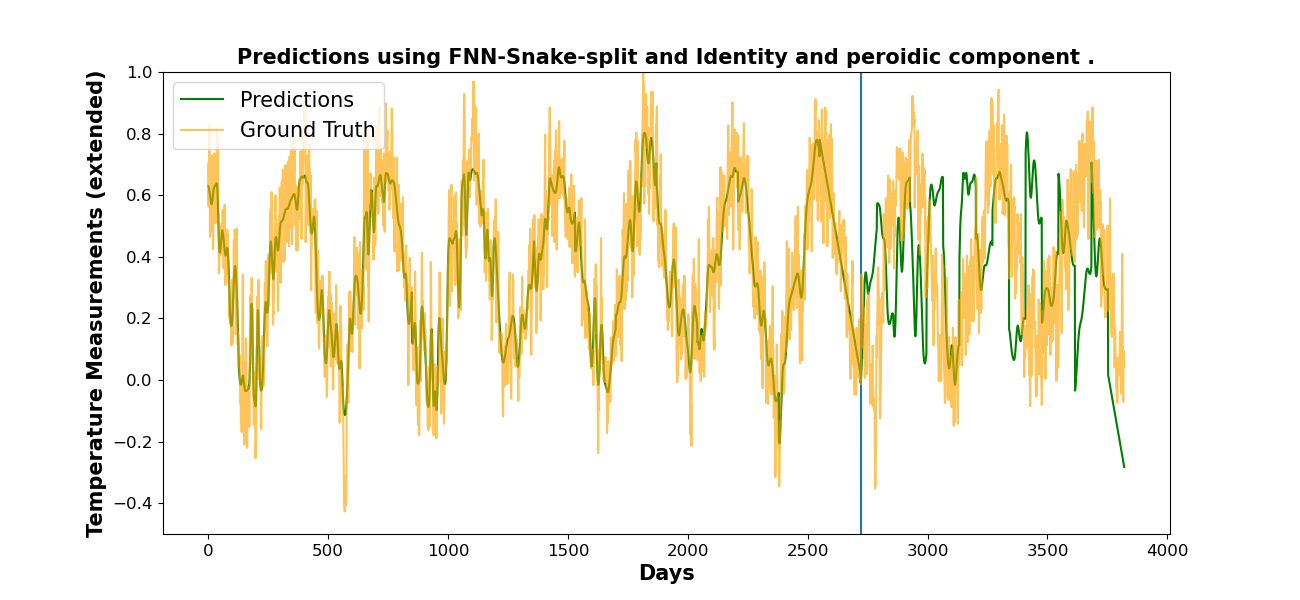 Predictions using FNN-Snake-split and Identity and peroidic component .
Predictions
Ground Truth
Temperature Measurements (extended)
1.0
0.8
0.6
0.4
0.2
0.0
−0.2
−0.4
0 500 1000 1500 2000 2500 3000 3500 4000
Days